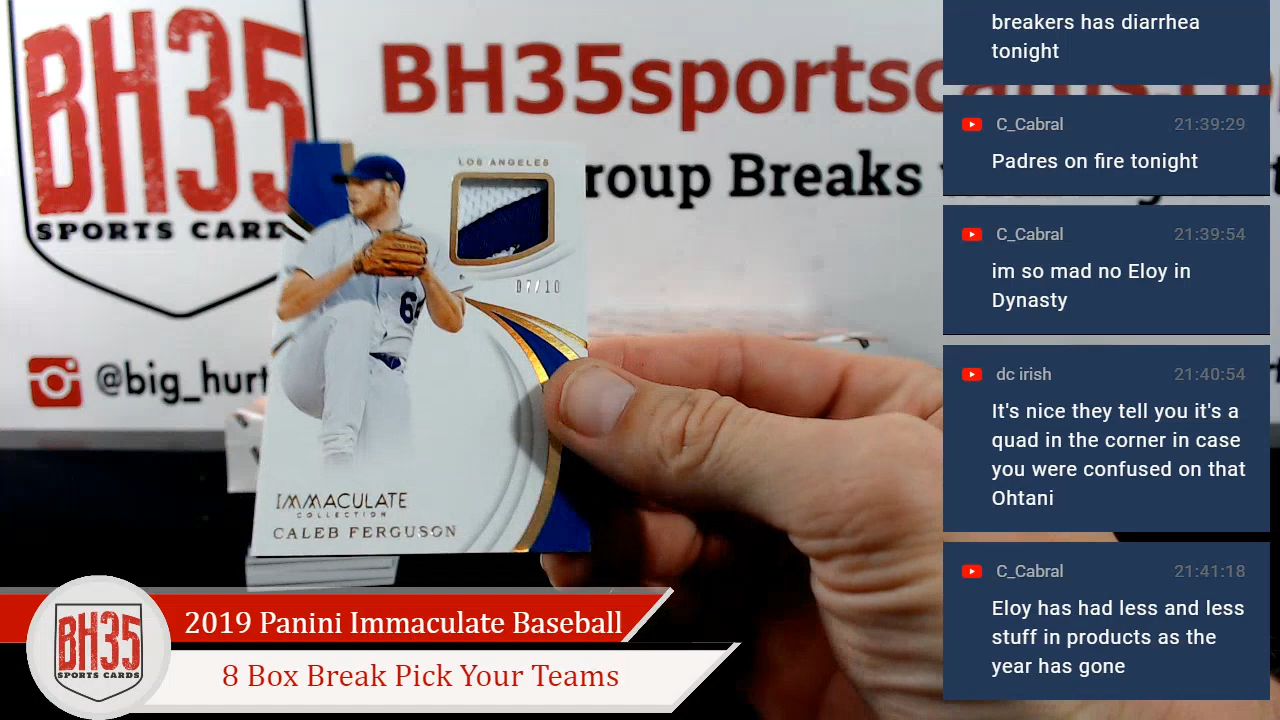 BH35sportscards.co
BH35
SPORTS CARD
roup Breaks
@big_hurt
LOS ANGELES
07/10
IMMACULATE
COLLECTION
CALEB FERGUSON
BH35
SPORTS CARDS
2019 Panini Immaculate Baseball
8 Box Break Pick Your Teams
breakers has diarrhea
tonight
C_Cabral 21:39:29
Padres on fire tonight
C_Cabral 21:39:54
im so mad no Eloy in
Dynasty
dc irish 21:40:54
It's nice they tell you it's a
quad in the corner in case
you were confused on that
Ohtani
C_Cabral 21:41:18
Eloy has had less and less
stuff in products as the
year has gone